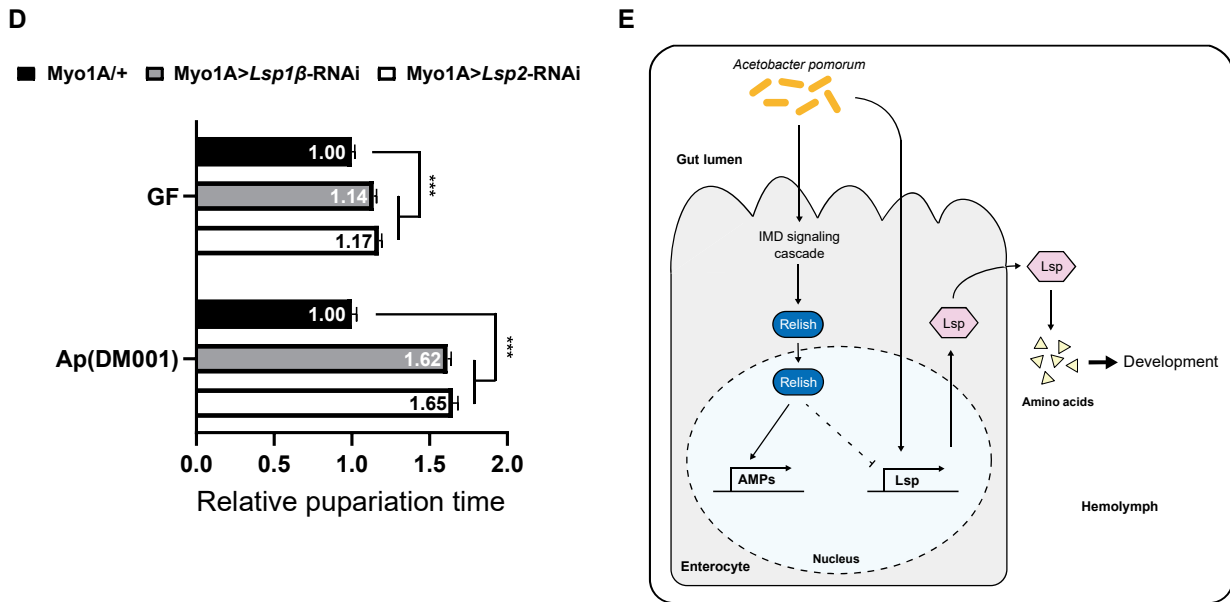 D
Myo1A/+ Myo1A>Lsp1β-RNAi Myo1A>Lsp2-RNAi
GF
1.00
1.14
1.17
***
Ap(DM001)
1.00
1.62
1.65
***
0.0 0.5 1.0 1.5 2.0
Relative pupariation time
E
Acetobacter pomorum
Gut lumen
IMD signaling
cascade
Relish
Relish
AMPs
Lsp
Nucleus
Enterocyte
Lsp
Lsp
Amino acids
Development
Hemolymph